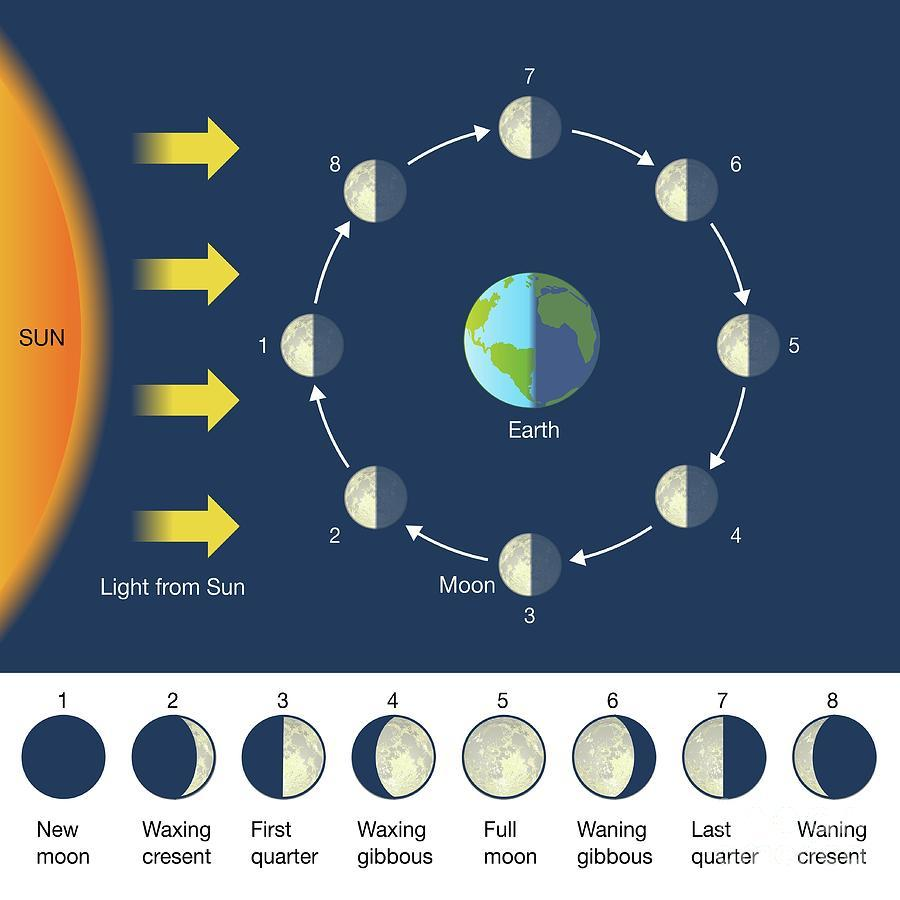 7
8
6
SUN
1
5
Earth
2
4
Light from Sun
Moon
3
1 2 3 4 5 6 7 8
New moon
Waxing cresent
First quarter
Waxing gibbous
Full moon
Waning gibbous
Last quarter
Waning cresent